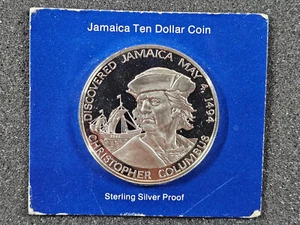 Jamaica Ten Dollar Coin
DISCOVERED JAMAICA MAY 4, 1494
CHRISTOPHER COLUMBUS
Sterling Silver Proof